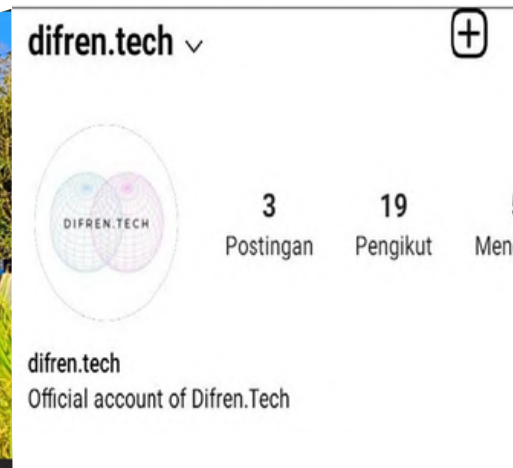 difren.tech
DIFREN.TECH
3 19
Postingan Pengikut
difren.tech
Official account of Difren.Tech